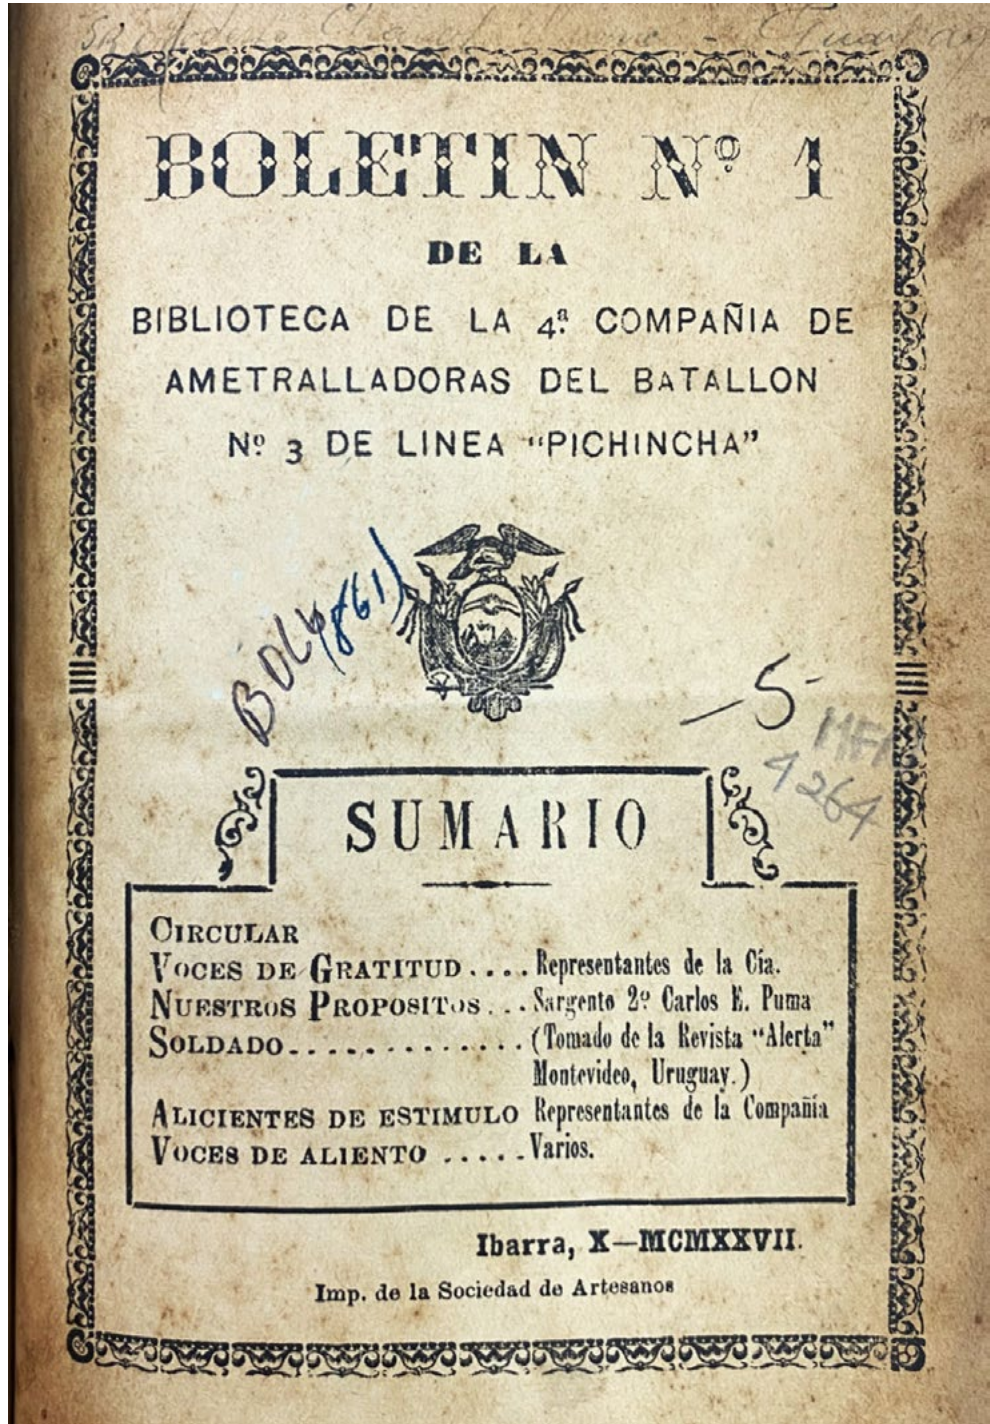 BOLETIN Nº 1
DE LA
BIBLIOTECA DE LA 4ª COMPAÑIA DE
AMETRALLADORAS DEL BATALLON
Nº 3 DE LINEA "PICHINCHA"
(861)
—5-
4264
SUMARIO
CIRCULAR
VOCES DE GRATITUD .... Representantes de la Cía.
NUESTROS PROPOSITOS ... Sargento 2º Carlos E. Puma
SOLDADO.............. (Tomado de la Revista "Alerta"
Montevideo, Uruguay.)
ALICIENTES DE ESTIMULO Representantes de la Compañía
VOCES DE ALIENTO ..... Varios.
Ibarra, X—MCMXXVII.
Imp. de la Sociedad de Artesanos